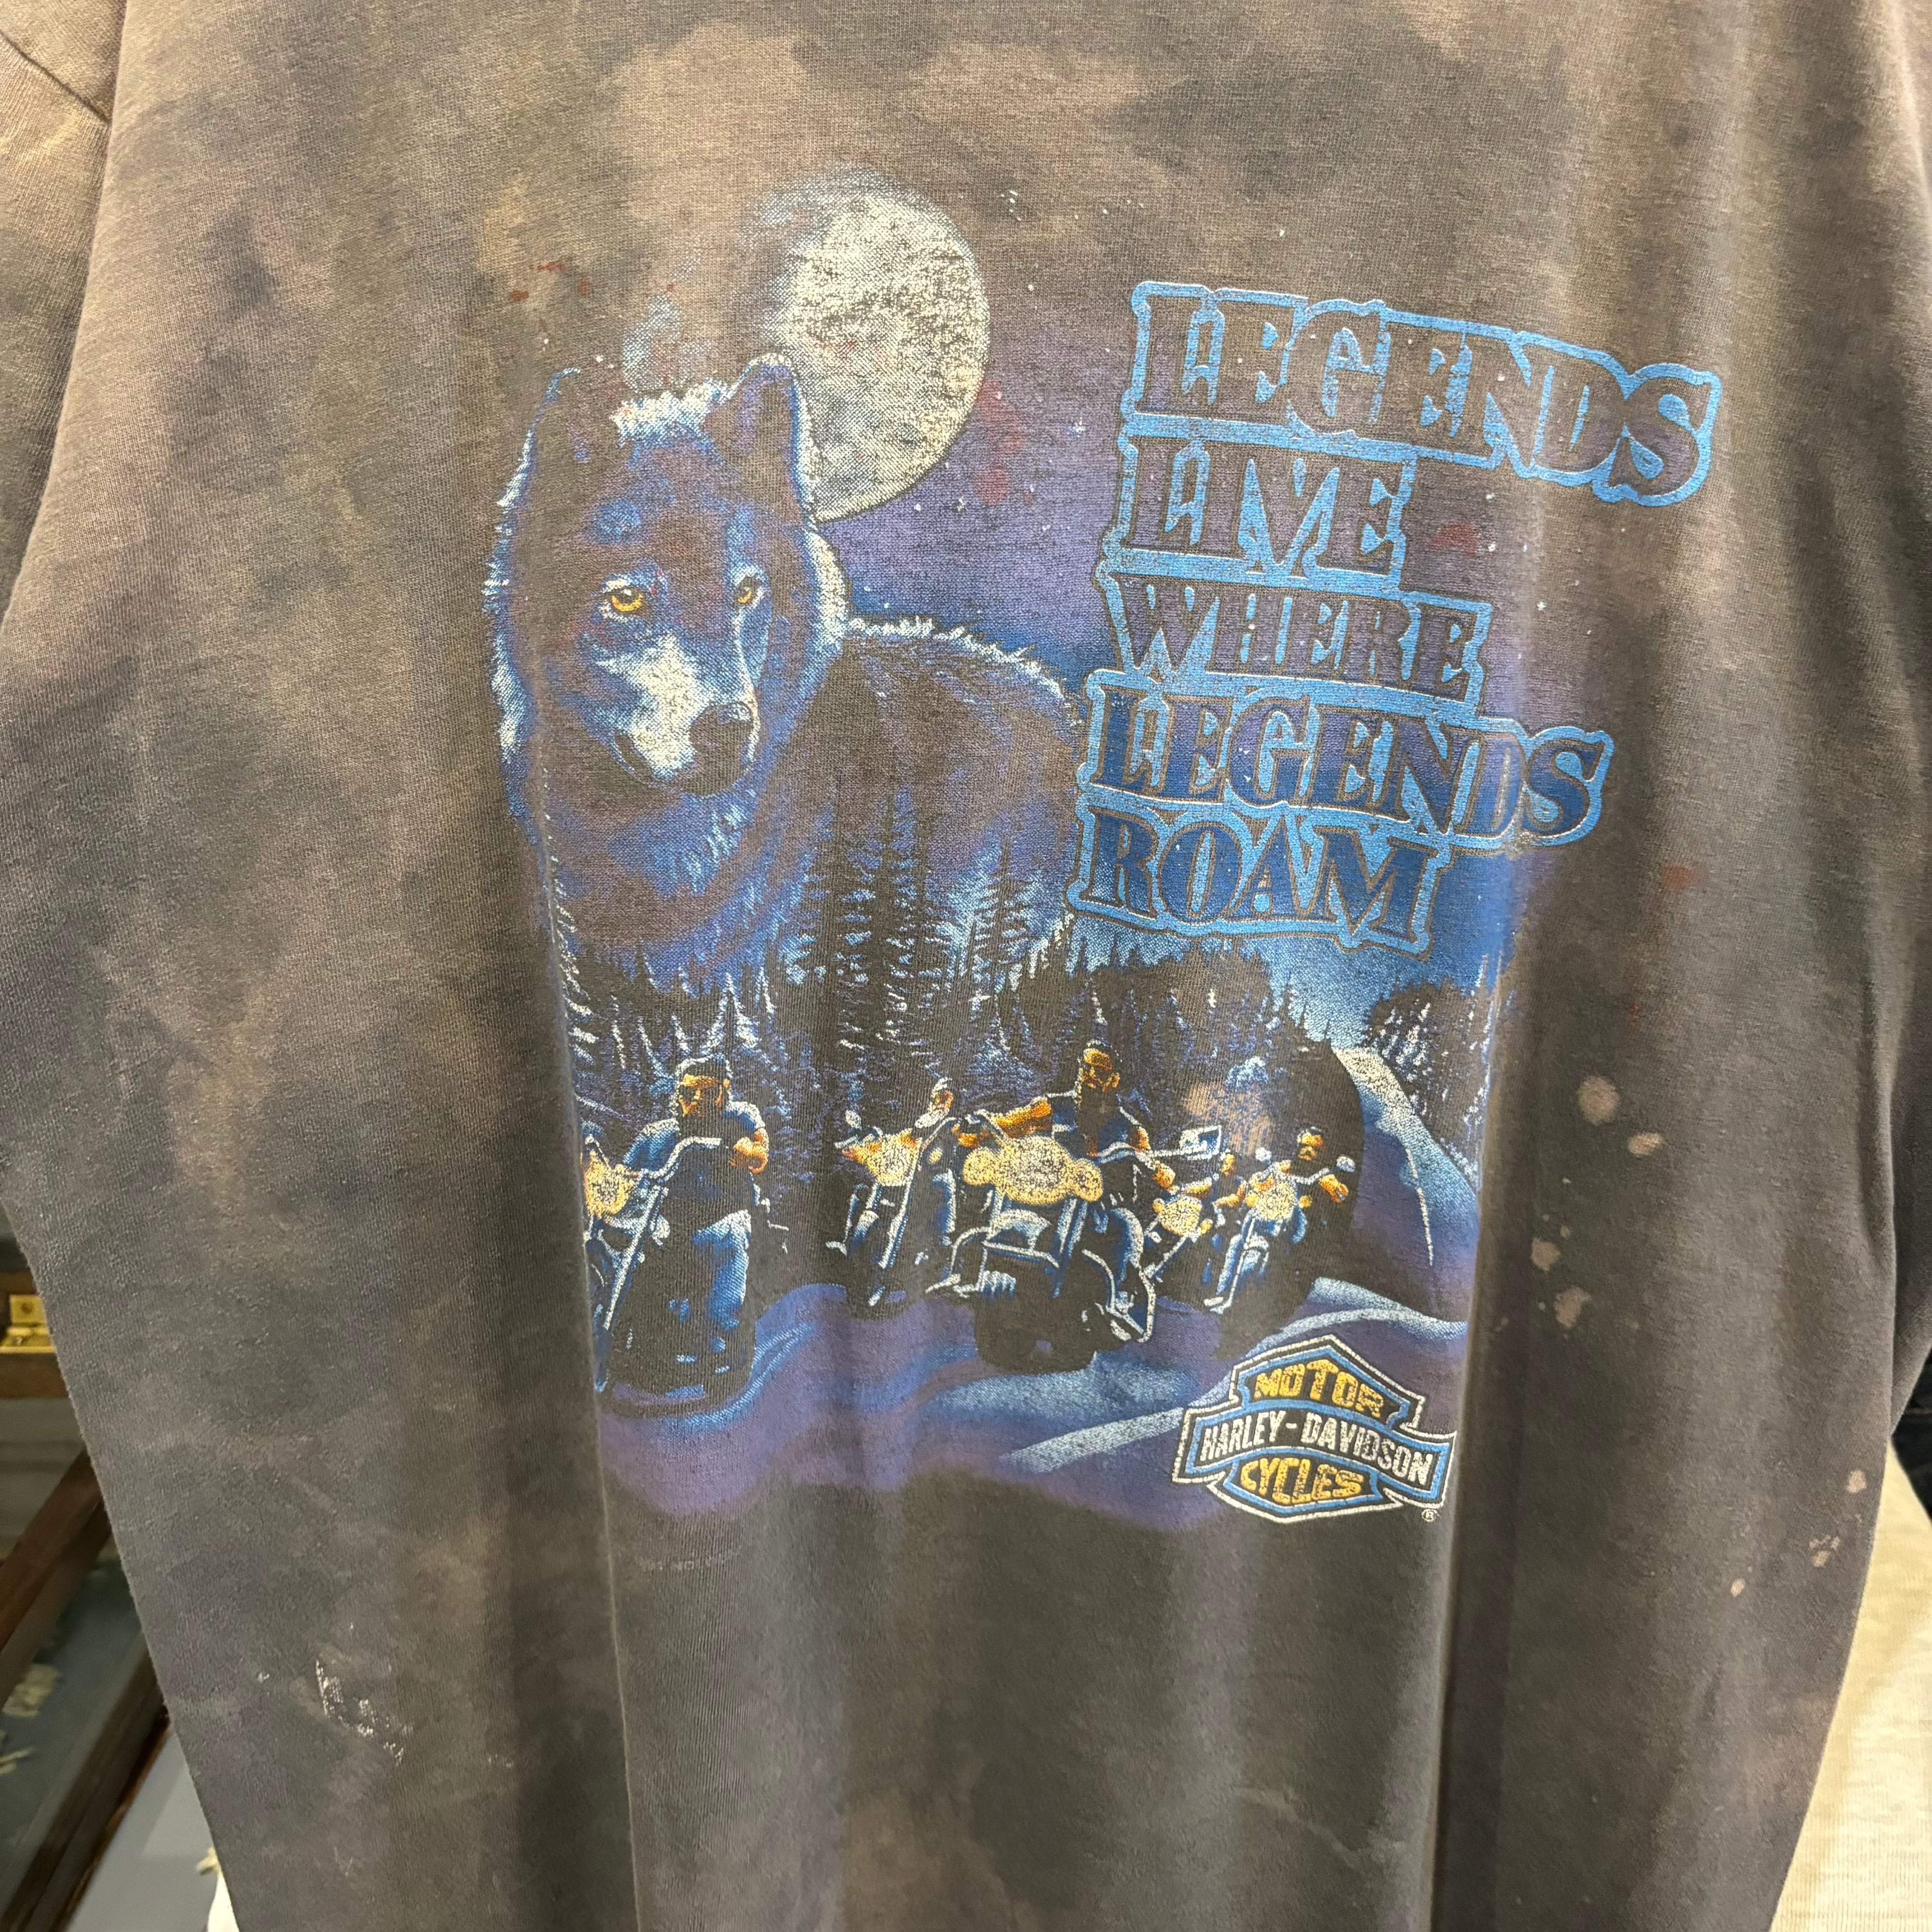 LEGENDS
LIVE
WHERE
LEGENDS
ROAM
MOTOR
HARLEY-DAVIDSON
CYCLES
®